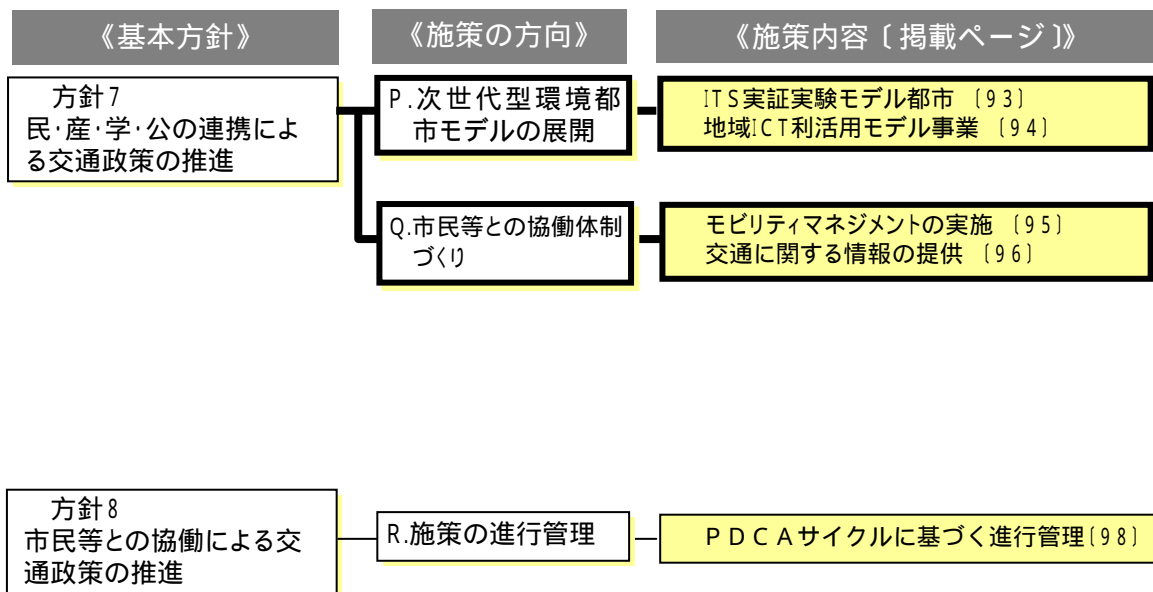 《基本方針》
《施策の方向》
《施策内容〔掲載ページ〕》
方針7
民・産・学・公の連携によ
る交通政策の推進
P.次世代型環境都
市モデルの展開
ITS実証実験モデル都市〔93〕
地域ICT利活用モデル事業〔94〕
Q.市民等との協働体制
づくり
モビリティマネジメントの実施〔95〕
交通に関する情報の提供〔96〕
方針8
市民等との協働による交
通政策の推進
R.施策の進行管理
PDCAサイクルに基づく進行管理〔98〕